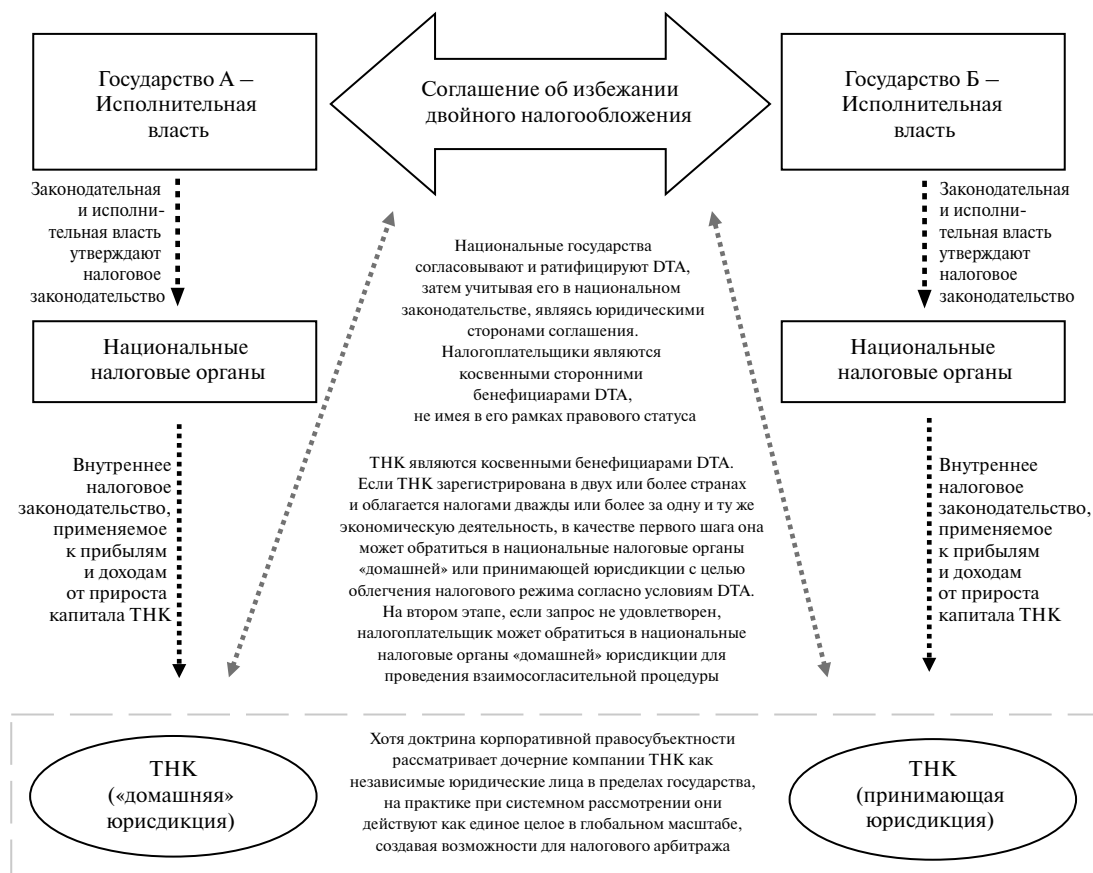 Государство А –
Исполнительная
власть
Соглашение об избежании
двойного налогообложения
Государство Б –
Исполнительная
власть
Законодательная
и исполни-
тельная власть
утверждают
налоговое
законодательство
Законодательная
и исполни-
тельная власть
утверждают
налоговое
законодательство
Национальные государства
согласовывают и ратифицируют DTA,
затем учитывая его в национальном
законодательстве, являясь юридическими
сторонами соглашения.
Налогоплательщики являются
косвенными сторонними
бенефициарами DTA,
не имея в его рамках правового статуса
Национальные
налоговые органы
Национальные
налоговые органы
Внутреннее
налоговое
законодательство,
применяемое
к прибылям
и доходам
от прироста
капитала ТНК
ТНК являются косвенными бенефициарами DTA.
Если ТНК зарегистрирована в двух или более странах
и облагается налогами дважды или более за одну и ту же
экономическую деятельность, в качестве первого шага она
может обратиться в национальные налоговые органы
«домашней» или принимающей юрисдикции с целью
облегчения налогового режима согласно условиям DTA.
На втором этапе, если запрос не удовлетворен,
налогоплательщик может обратиться в национальные
налоговые органы «домашней» юрисдикции для
проведения взаимосогласительной процедуры
Внутреннее
налоговое
законодательство,
применяемое
к прибылям
и доходам
от прироста
капитала ТНК
ТНК
(«домашняя»
юрисдикция)
Хотя доктрина корпоративной правосубъектности
рассматривает дочерние компании ТНК как
независимые юридические лица в пределах государства,
на практике при системном рассмотрении они
действуют как единое целое в глобальном масштабе,
создавая возможности для налогового арбитража
ТНК
(принимающая
юрисдикция)